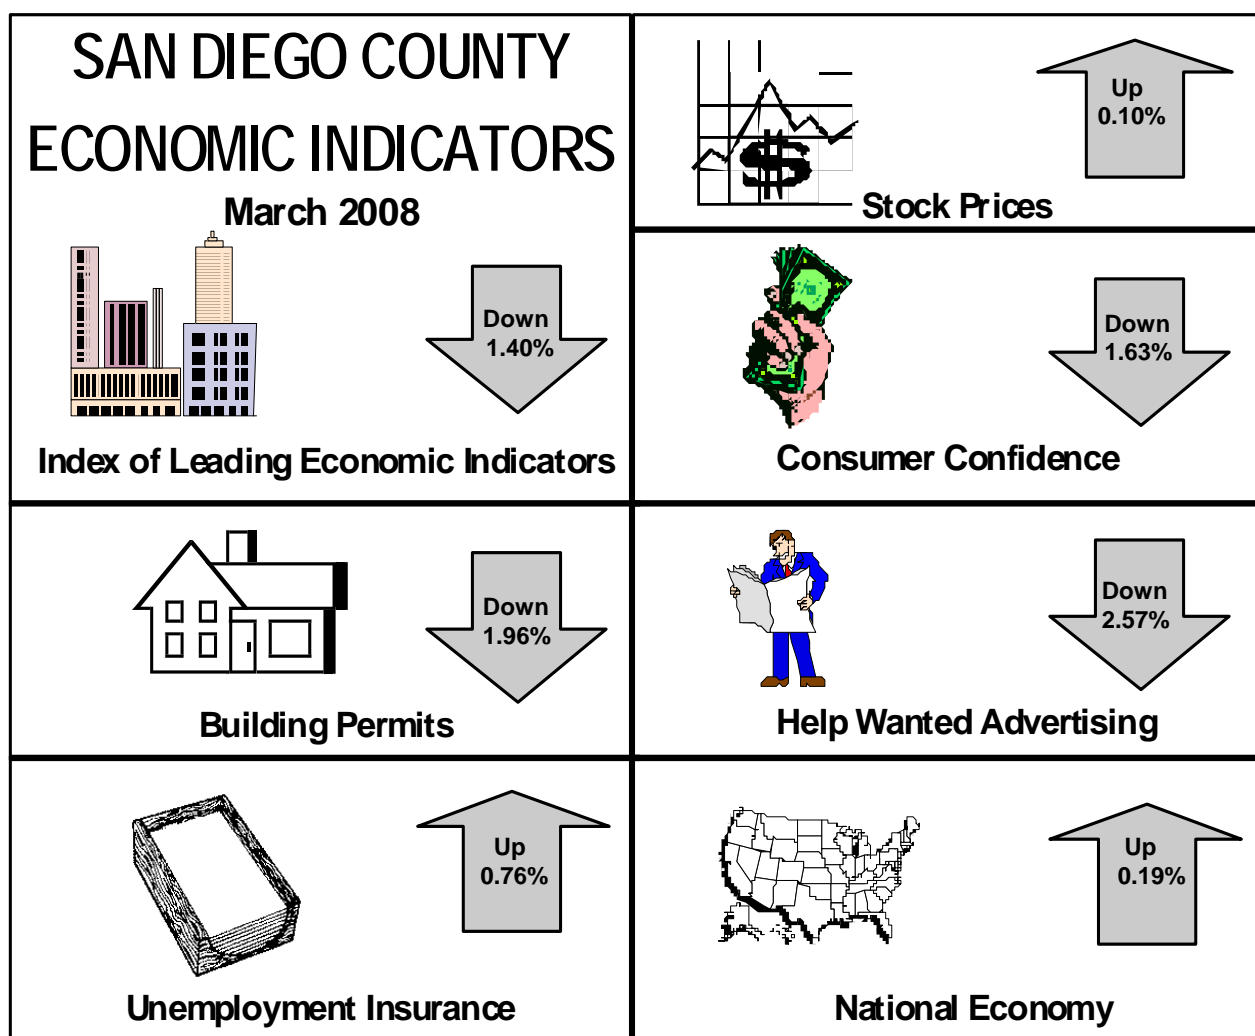 SAN DIEGO COUNTY
ECONOMIC INDICATORS
March 2008
Down
1.40%
Index of Leading Economic Indicators
Up
0.10%
$
Stock Prices
Down
1.63%
Consumer Confidence
Down
1.96%
Building Permits
Down
2.57%
Help Wanted Advertising
Up
0.76%
Unemployment Insurance
Up
0.19%
National Economy